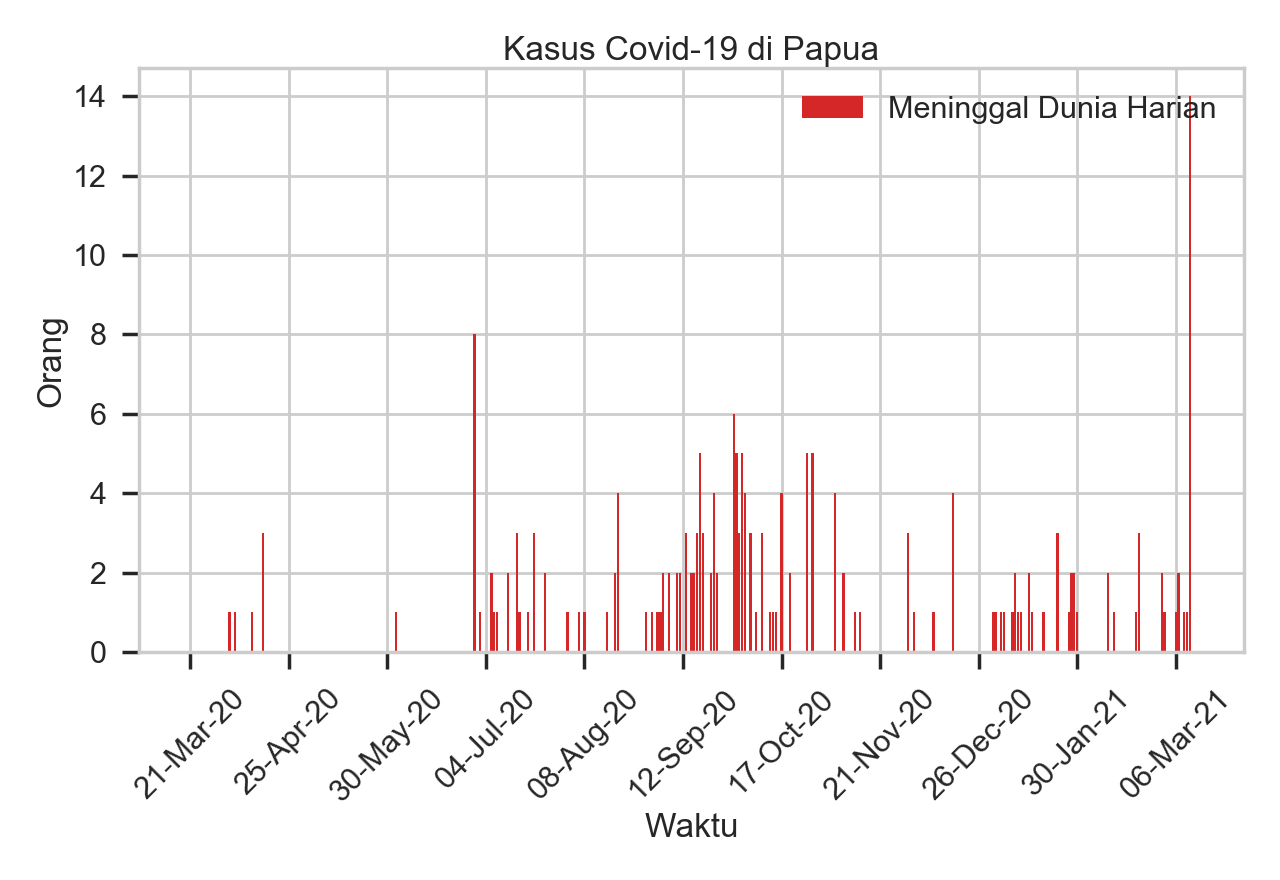 Kasus Covid-19 di Papua
Meninggal Dunia Harian
14
12
10
8
6
4
2
0
Orang
21-Mar-20
25-Apr-20
30-May-20
04-Jul-20
08-Aug-20
12-Sep-20
17-Oct-20
21-Nov-20
26-Dec-20
30-Jan-21
06-Mar-21
Waktu